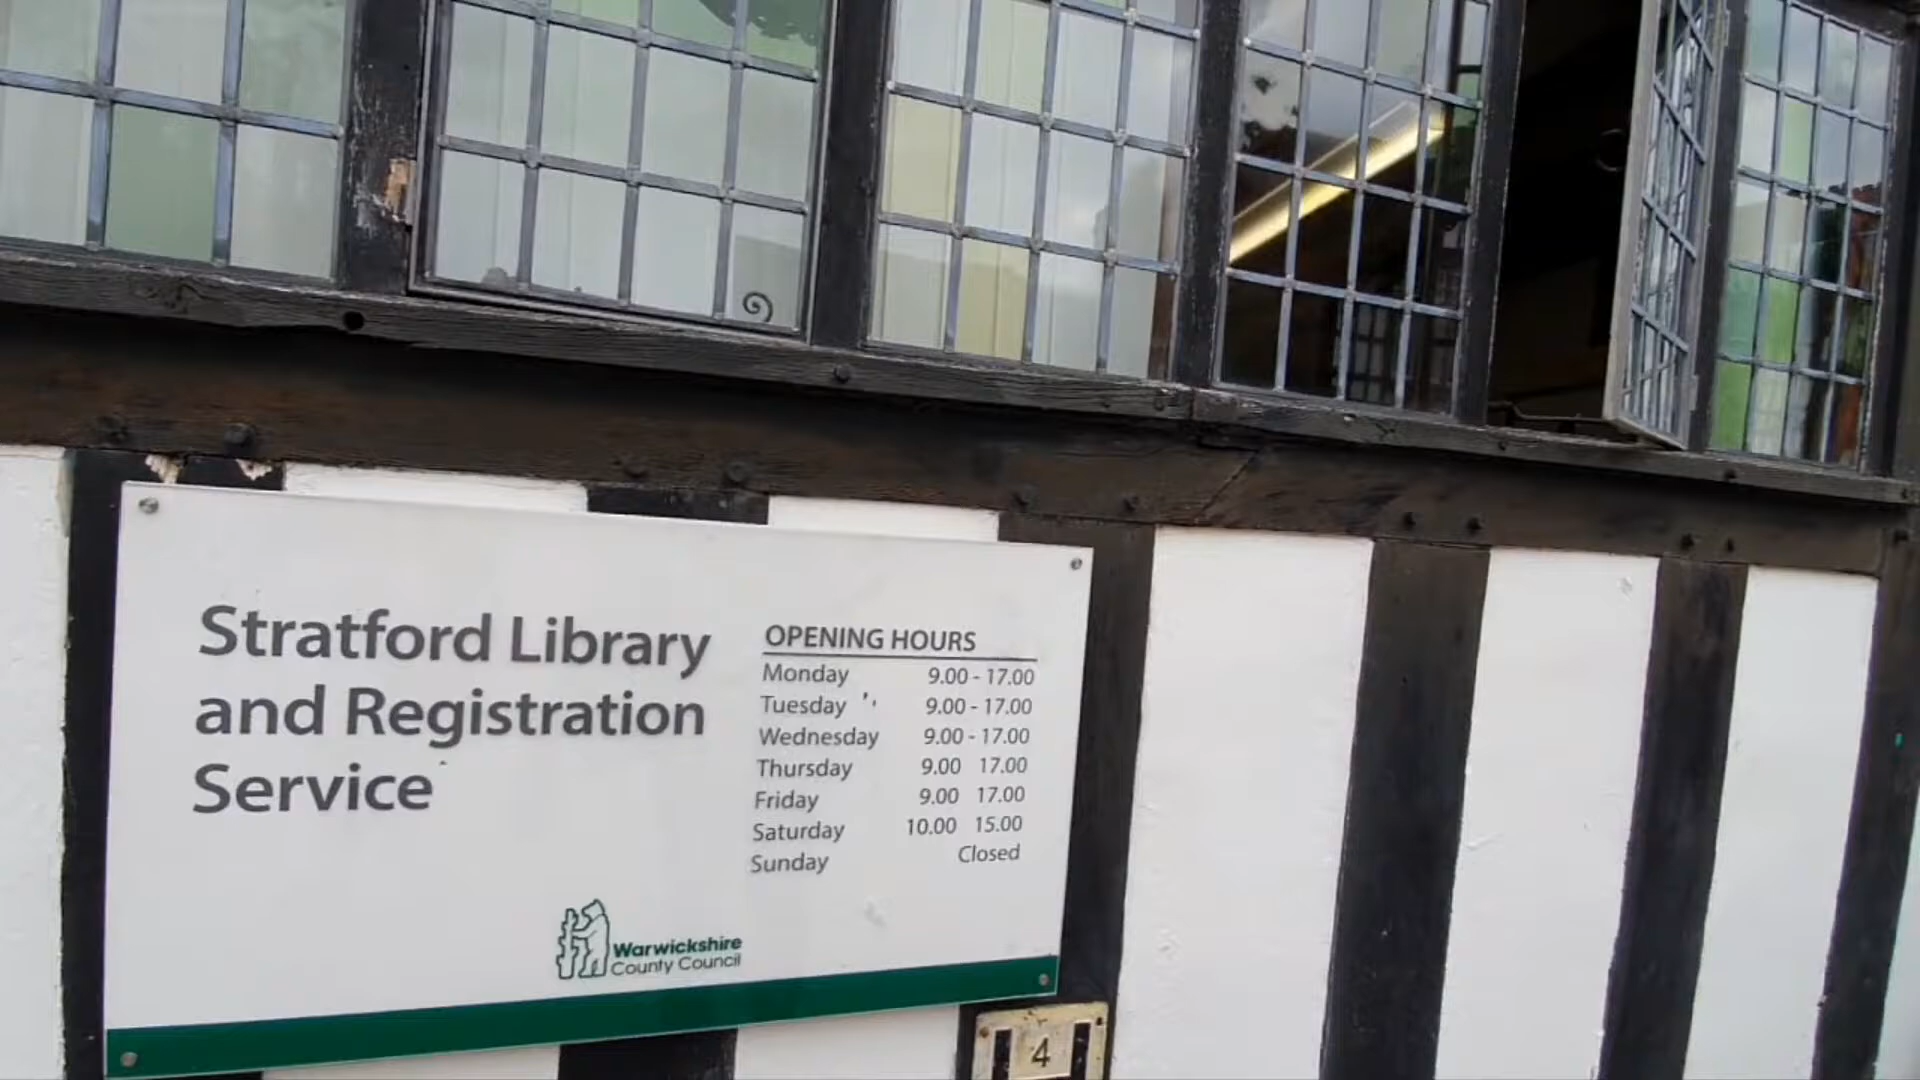 Stratford Library
and Registration
Service
OPENING HOURS
Monday 9.00 - 17.00
Tuesday 9.00 - 17.00
Wednesday 9.00 - 17.00
Thursday 9.00 17.00
Friday 9.00 17.00
Saturday 10.00 15.00
Sunday Closed
Warwickshire
County Council
4